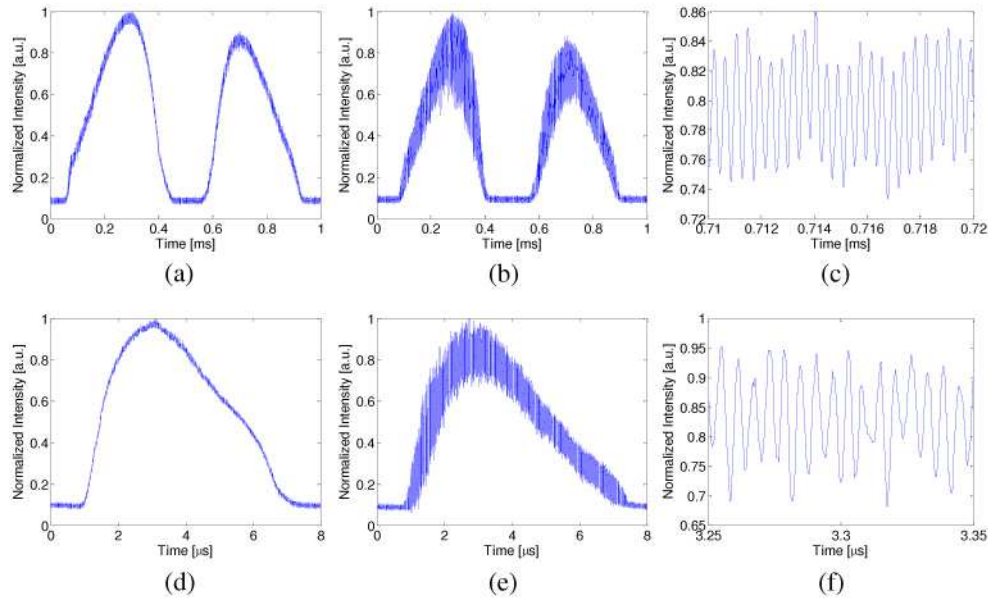 Normalized Intensity [a.u.]
1
0.8
0.6
0.4
0.2
0
0 0.2 0.4 0.6 0.8 1
Time [ms]
(a)
Normalized Intensity [a.u.]
1
0.8
0.6
0.4
0.2
0
0 0.2 0.4 0.6 0.8 1
Time [ms]
(b)
Normalized Intensity [a.u.]
0.86
0.84
0.82
0.8
0.78
0.76
0.74
0.72
0.71 0.712 0.714 0.716 0.718 0.72
Time [ms]
(c)
Normalized Intensity [a.u.]
1
0.8
0.6
0.4
0.2
0
0 2 4 6 8
Time [μs]
(d)
Normalized Intensity [a.u.]
1
0.8
0.6
0.4
0.2
0
0 2 4 6 8
Time [μs]
(e)
Normalized Intensity [a.u.]
1
0.95
0.9
0.85
0.8
0.75
0.7
0.65
3.25 3.3 3.35
Time [μs]
(f)